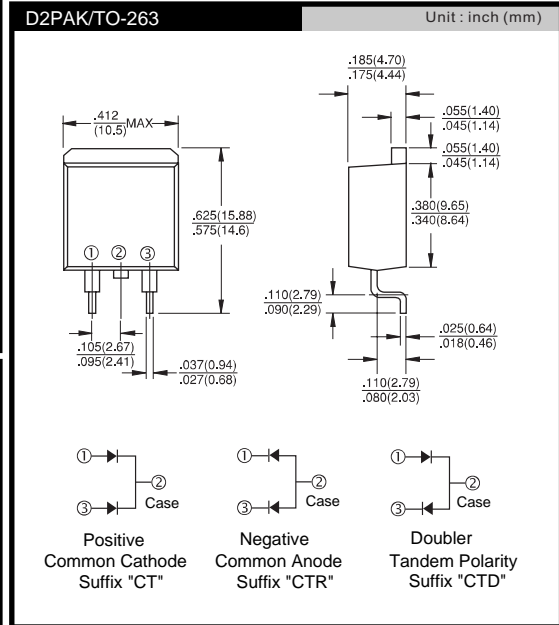 D2PAK/TO-263
Unit : inch (mm)
.185(4.70)
.175(4.44)
.412
(10.5)
MAX
.055(1.40)
.045(1.14)
.055(1.40)
.045(1.14)
.625(15.88)
.575(14.6)
.380(9.65)
.340(8.64)
① ② ③
.110(2.79)
.090(2.29)
.105(2.67)
.095(2.41)
.037(0.94)
.027(0.68)
.025(0.64)
.018(0.46)
.110(2.79)
.080(2.03)
①
②
Case
③
Positive
Common Cathode
Suffix "CT"
①
②
Case
③
Negative
Common Anode
Suffix "CTR"
①
②
Case
③
Doubler
Tandem Polarity
Suffix "CTD"